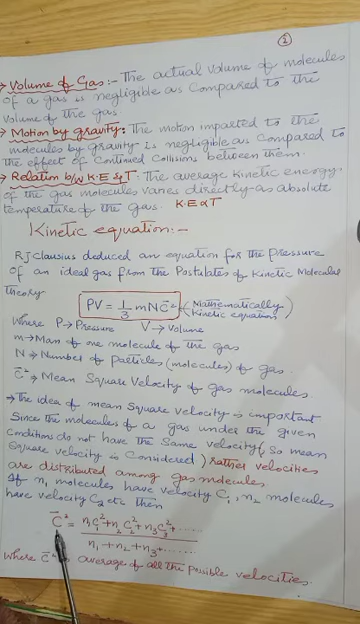 ②
→ Volume of Gas:- The actual volume of molecules
of a gas is negligible as compared to the
volume of the gas.
→ Motion by gravity: The motion imparted to the
molecules by gravity is negligible as compared to
the effect of Continued Collisions between them.
→ Relation b/w K.E & T. The average kinetic energy
of the gas molecules varies directly as absolute
temperature of the gas. K.E ∝ T
Kinetic equation:-
R.J Clausius deduced an equation for the pressure
of an ideal gas from the Postulates of Kinetic Molecular
theory
PV = 1/3 mNc̄² (Mathematically Kinetic equation)
Where P → Pressure V → Volume
m → Mass of one molecule of the gas
N → Number of particles (molecules) of gas.
C̄² → Mean Square Velocity of gas molecules.
→ The idea of mean Square velocity is important
Since the molecules of a gas under the given
Conditions do not have the Same velocity (So mean
Square velocity is Considered) rather velocities
are distributed among gas molecules.
If n₁ molecules have velocity C₁, n₂ molecules
have velocity C₂ etc then
C̄² = n₁C₁² + n₂C₂² + n₃C₃² + ......
n₁ + n₂ + n₃ + ......
Where C̄² is average of all the possible velocities.